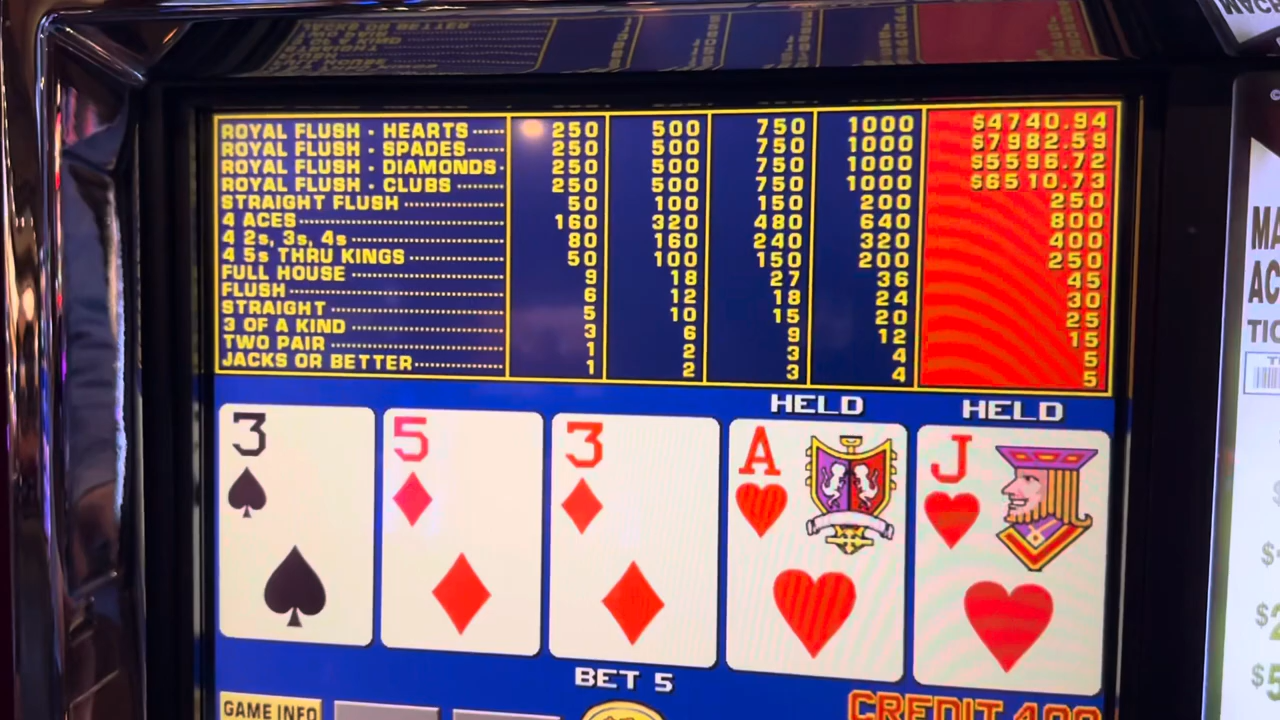 ROYAL FLUSH - HEARTS 250 500 750 1000 $4740.94
ROYAL FLUSH - SPADES 250 500 750 1000 $7982.59
ROYAL FLUSH - DIAMONDS 250 500 750 1000 $5596.72
ROYAL FLUSH - CLUBS 250 500 750 1000 $6510.73
STRAIGHT FLUSH 50 100 150 200 250
4 ACES 160 320 480 640 800
4 2s, 3s, 4s 80 160 240 320 400
4 5s THRU KINGS 50 100 150 200 250
FULL HOUSE 9 18 27 36 45
FLUSH 6 12 18 24 30
STRAIGHT 5 10 15 20 25
3 OF A KIND 3 6 9 12 15
TWO PAIR 1 2 3 4 5
JACKS OR BETTER 1 2 3 4 5
HELD HELD
3 5 3 A J
BET 5
GAME INFO
CREDIT 400
MA
AC
TIC